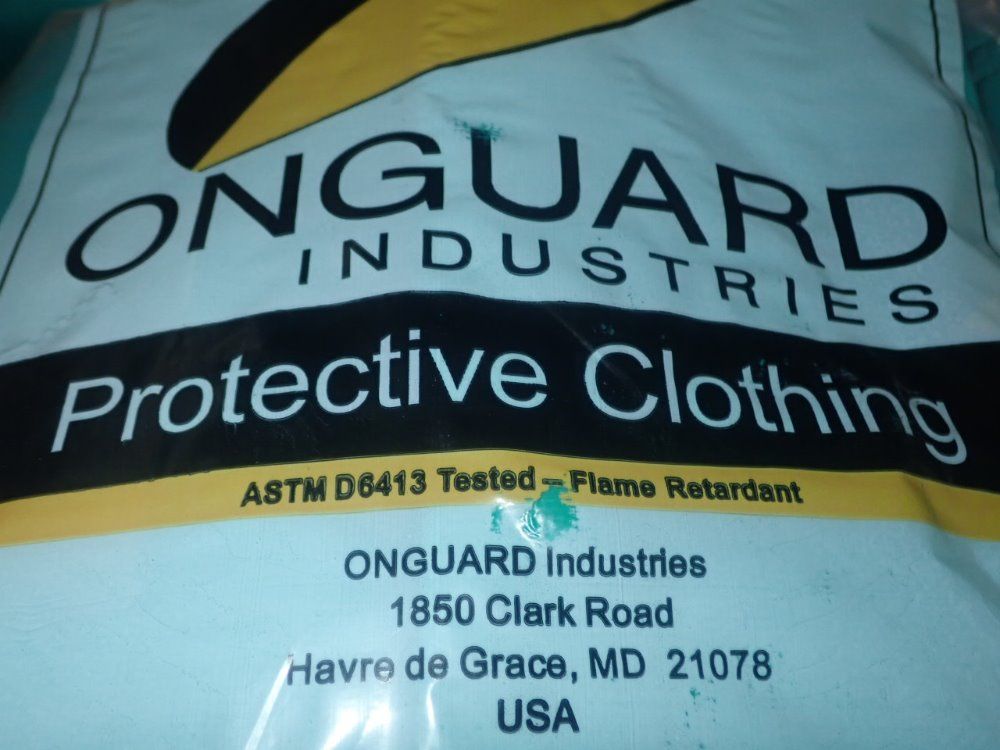 ONGUARD
INDUSTRIES
Protective Clothing
ASTM D6413 Tested – Flame Retardant
ONGUARD Industries
1850 Clark Road
Havre de Grace, MD 21078
USA